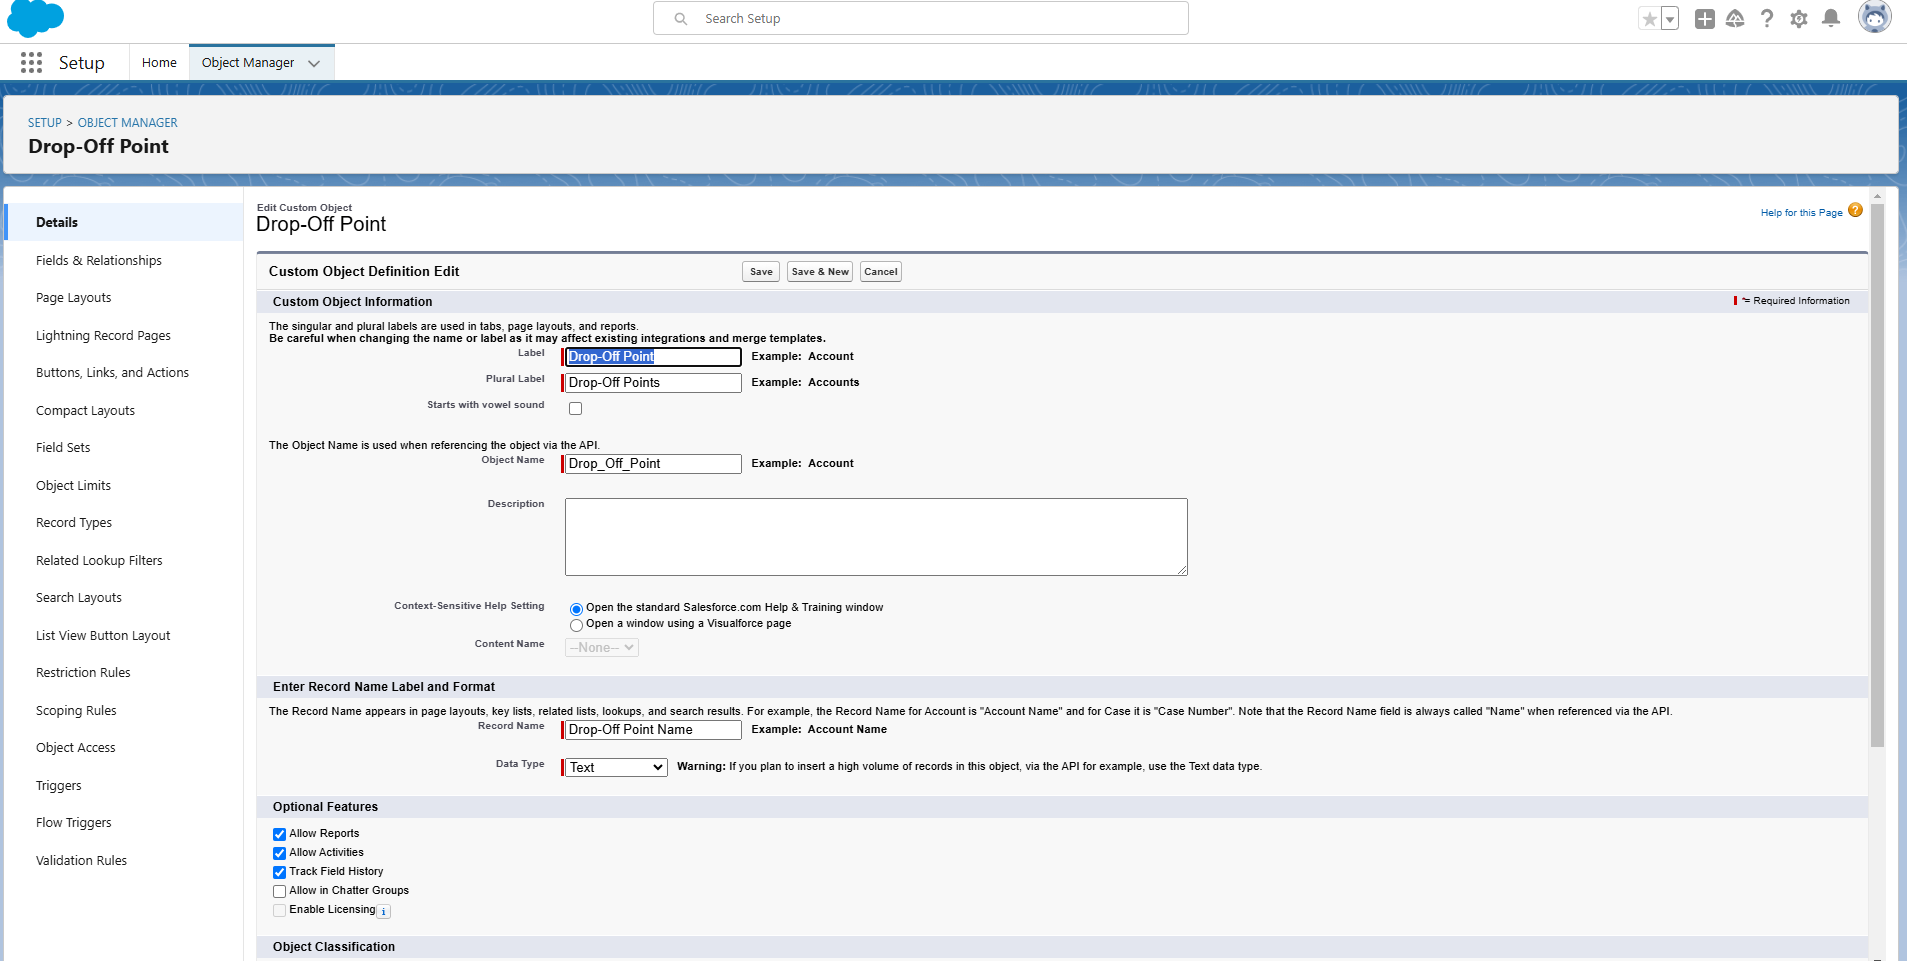 Search Setup
Setup
Home
Object Manager
SETUP > OBJECT MANAGER
Drop-Off Point
Details
Fields & Relationships
Page Layouts
Lightning Record Pages
Buttons, Links, and Actions
Compact Layouts
Field Sets
Object Limits
Record Types
Related Lookup Filters
Search Layouts
List View Button Layout
Restriction Rules
Scoping Rules
Object Access
Triggers
Flow Triggers
Validation Rules
Edit Custom Object
Drop-Off Point
Help for this Page ?
Custom Object Definition Edit Save Save & New Cancel
Custom Object Information
= Required Information
The singular and plural labels are used in tabs, page layouts, and reports.
Be careful when changing the name or label as it may affect existing integrations and merge templates.
Label Drop-Off Point Example: Account
Plural Label Drop-Off Points Example: Accounts
Starts with vowel sound
The Object Name is used when referencing the object via the API.
Object Name Drop_Off_Point Example: Account
Description
Context-Sensitive Help Setting Open the standard Salesforce.com Help & Training window
Open a window using a Visualforce page
Content Name --None--
Enter Record Name Label and Format
The Record Name appears in page layouts, key lists, related lists, lookups, and search results. For example, the Record Name for Account is "Account Name" and for Case it is "Case Number". Note that the Record Name field is always called "Name" when referenced via the API.
Record Name Drop-Off Point Name Example: Account Name
Data Type Text Warning: If you plan to insert a high volume of records in this object, via the API for example, use the Text data type.
Optional Features
Allow Reports
Allow Activities
Track Field History
Allow in Chatter Groups
Enable Licensing i
Object Classification